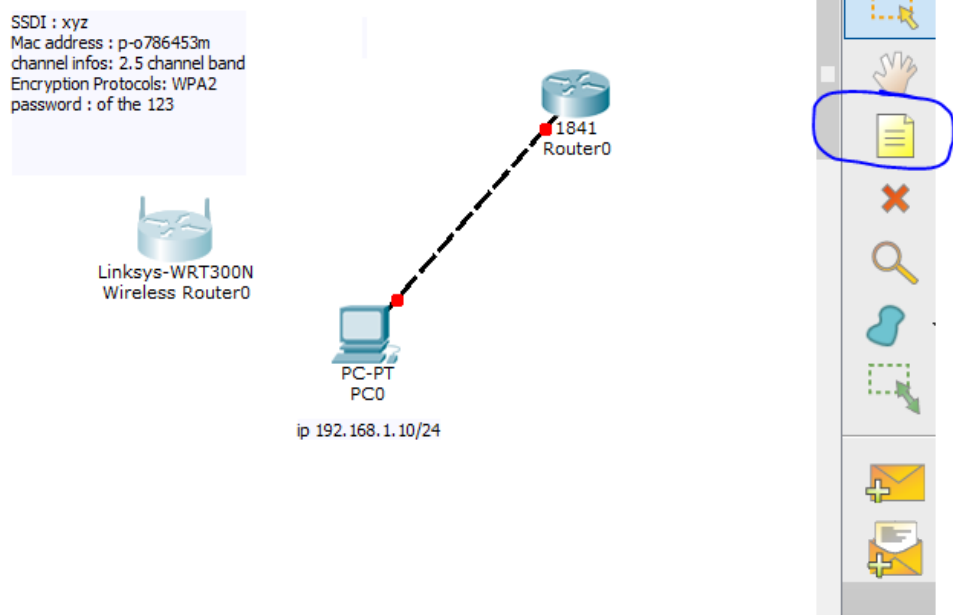 SSDI : xyz
Mac address : p-o786453m
channel infos: 2.5 channel band
Encryption Protocols: WPA2
password : of the 123
1841
Router0
Linksys-WRT300N
Wireless Router0
PC-PT
PC0
ip 192.168.1.10/24